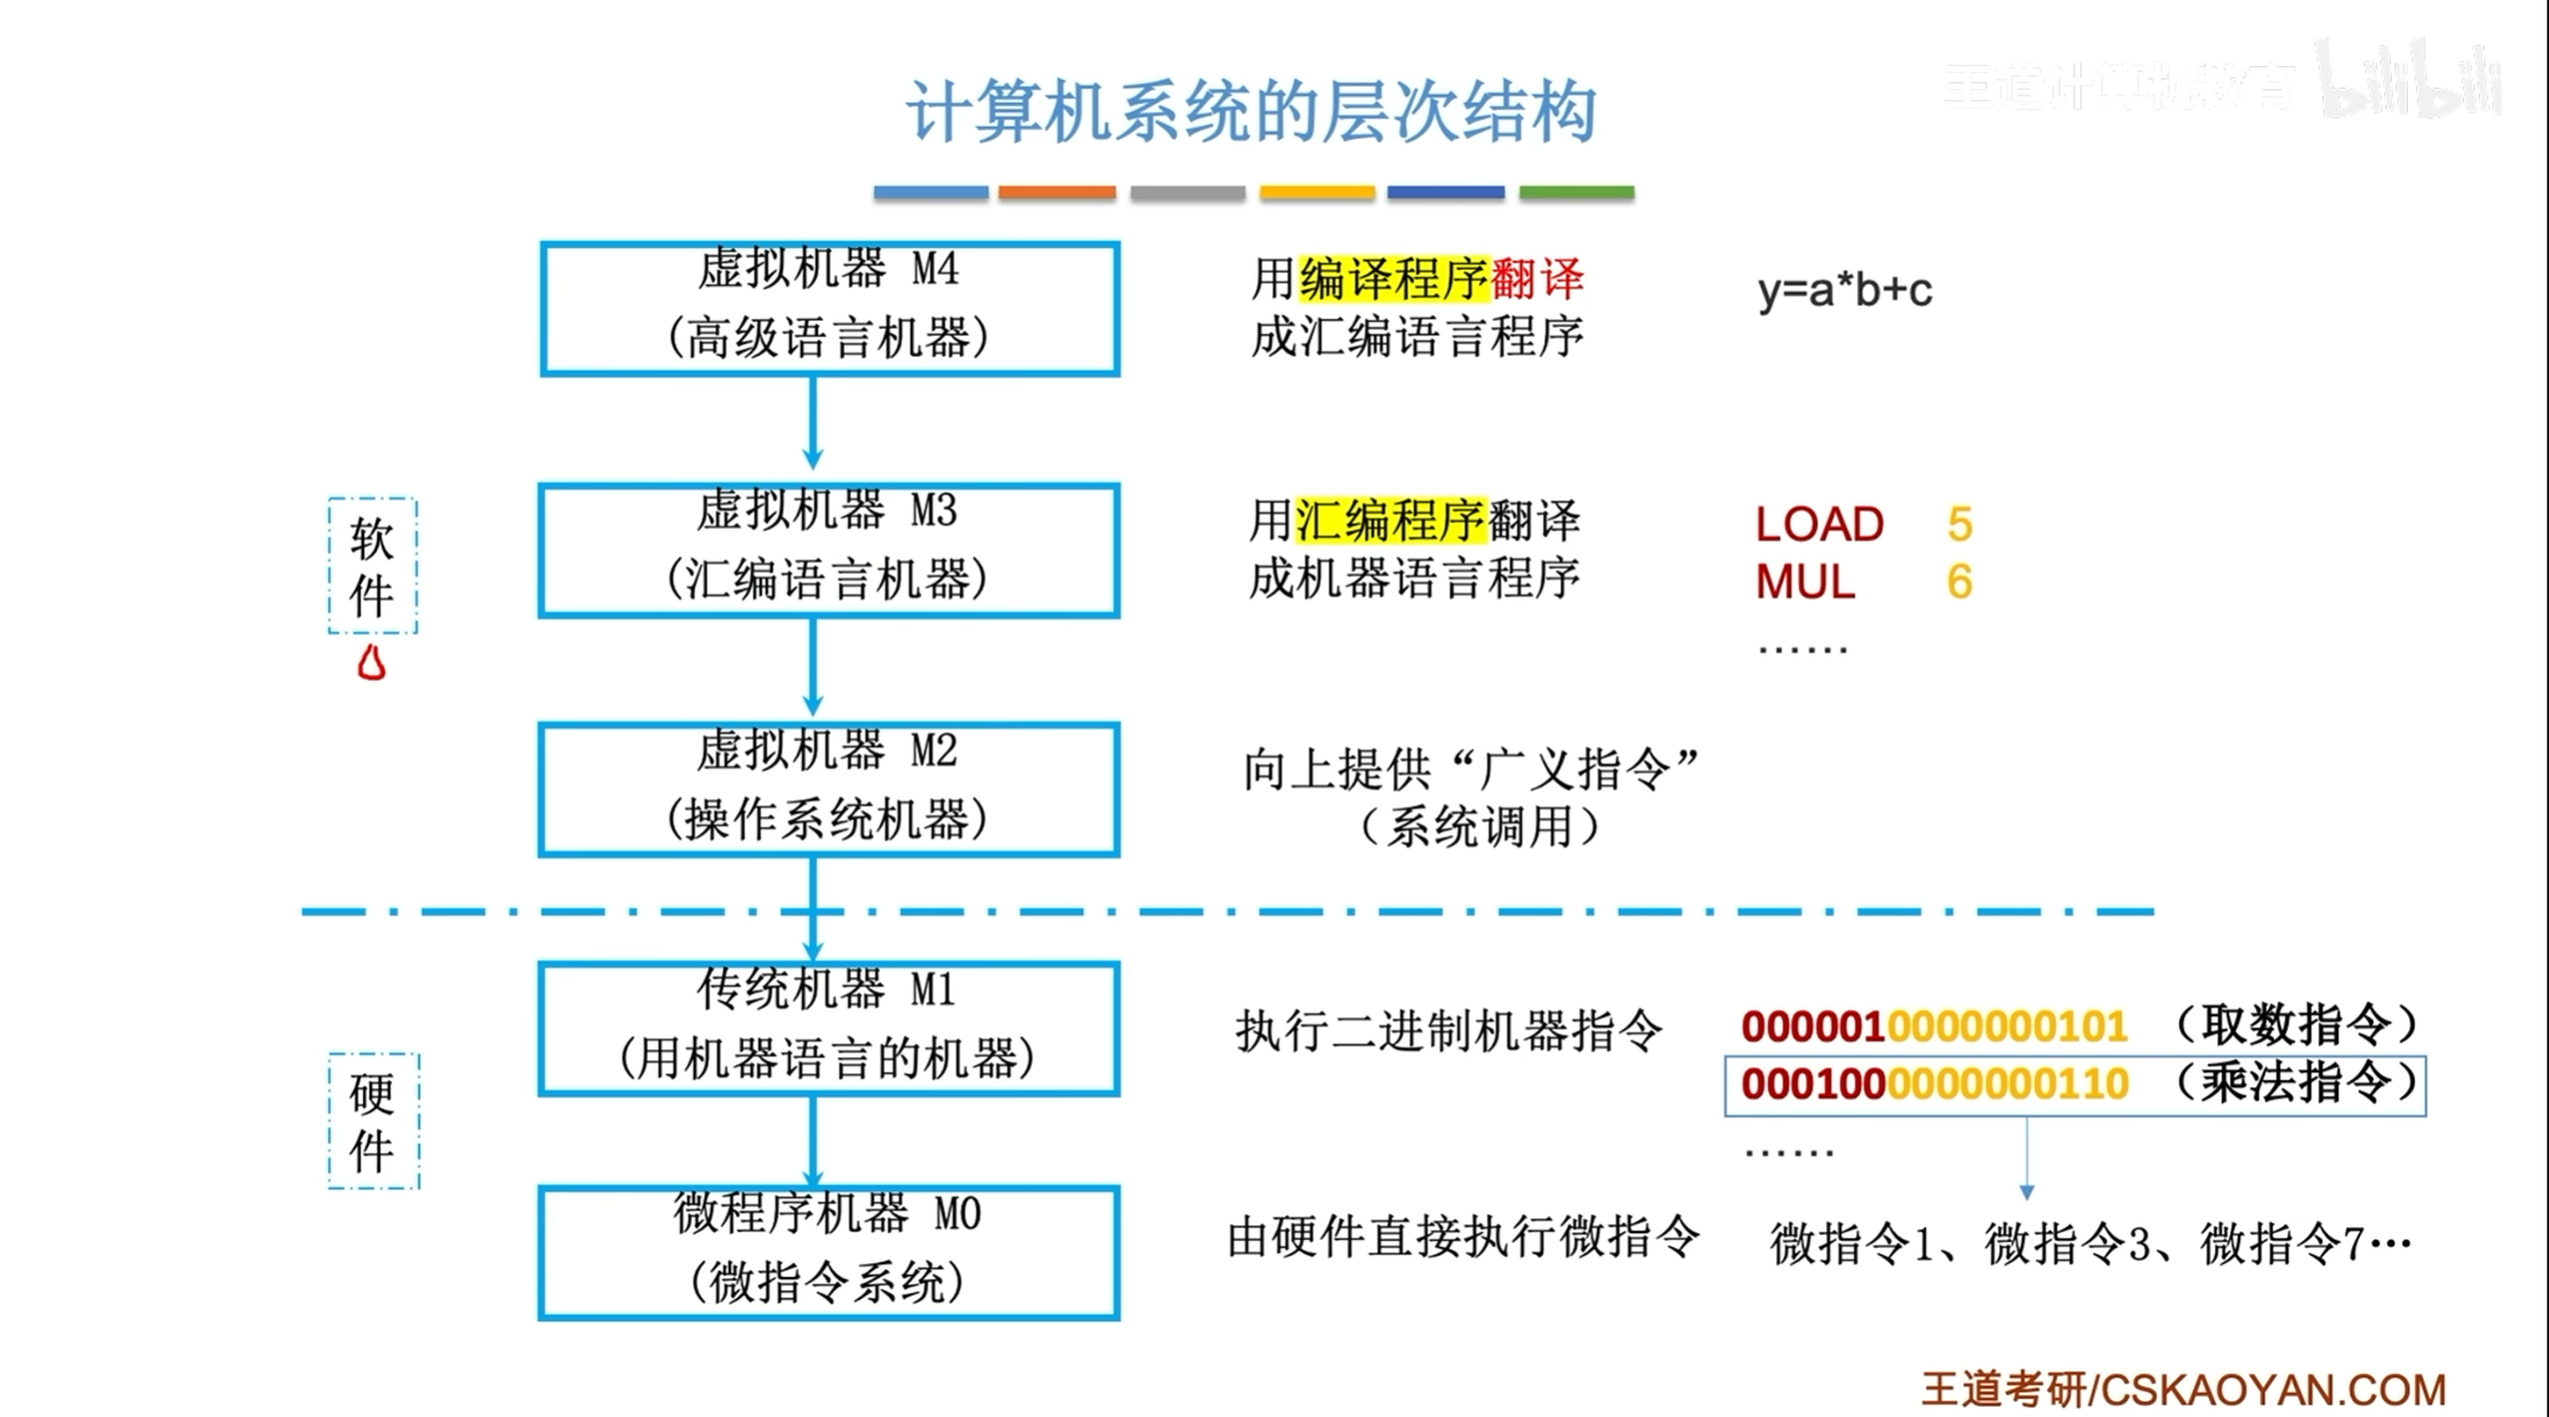 计算机系统的层次结构
王道计算机教育 bilibili
虚拟机器 M4
(高级语言机器)
用编译程序翻译
成汇编语言程序
y=a*b+c
软
件
虚拟机器 M3
(汇编语言机器)
用汇编程序翻译
成机器语言程序
LOAD 5
MUL 6
……
虚拟机器 M2
(操作系统机器)
向上提供“广义指令”
（系统调用）
硬
件
传统机器 M1
(用机器语言的机器)
执行二进制机器指令
0000010000000101 （取数指令）
0001000000000110 （乘法指令）
……
微程序机器 M0
(微指令系统)
由硬件直接执行微指令
微指令1、微指令3、微指令7…
王道考研/CSKAOYAN.COM